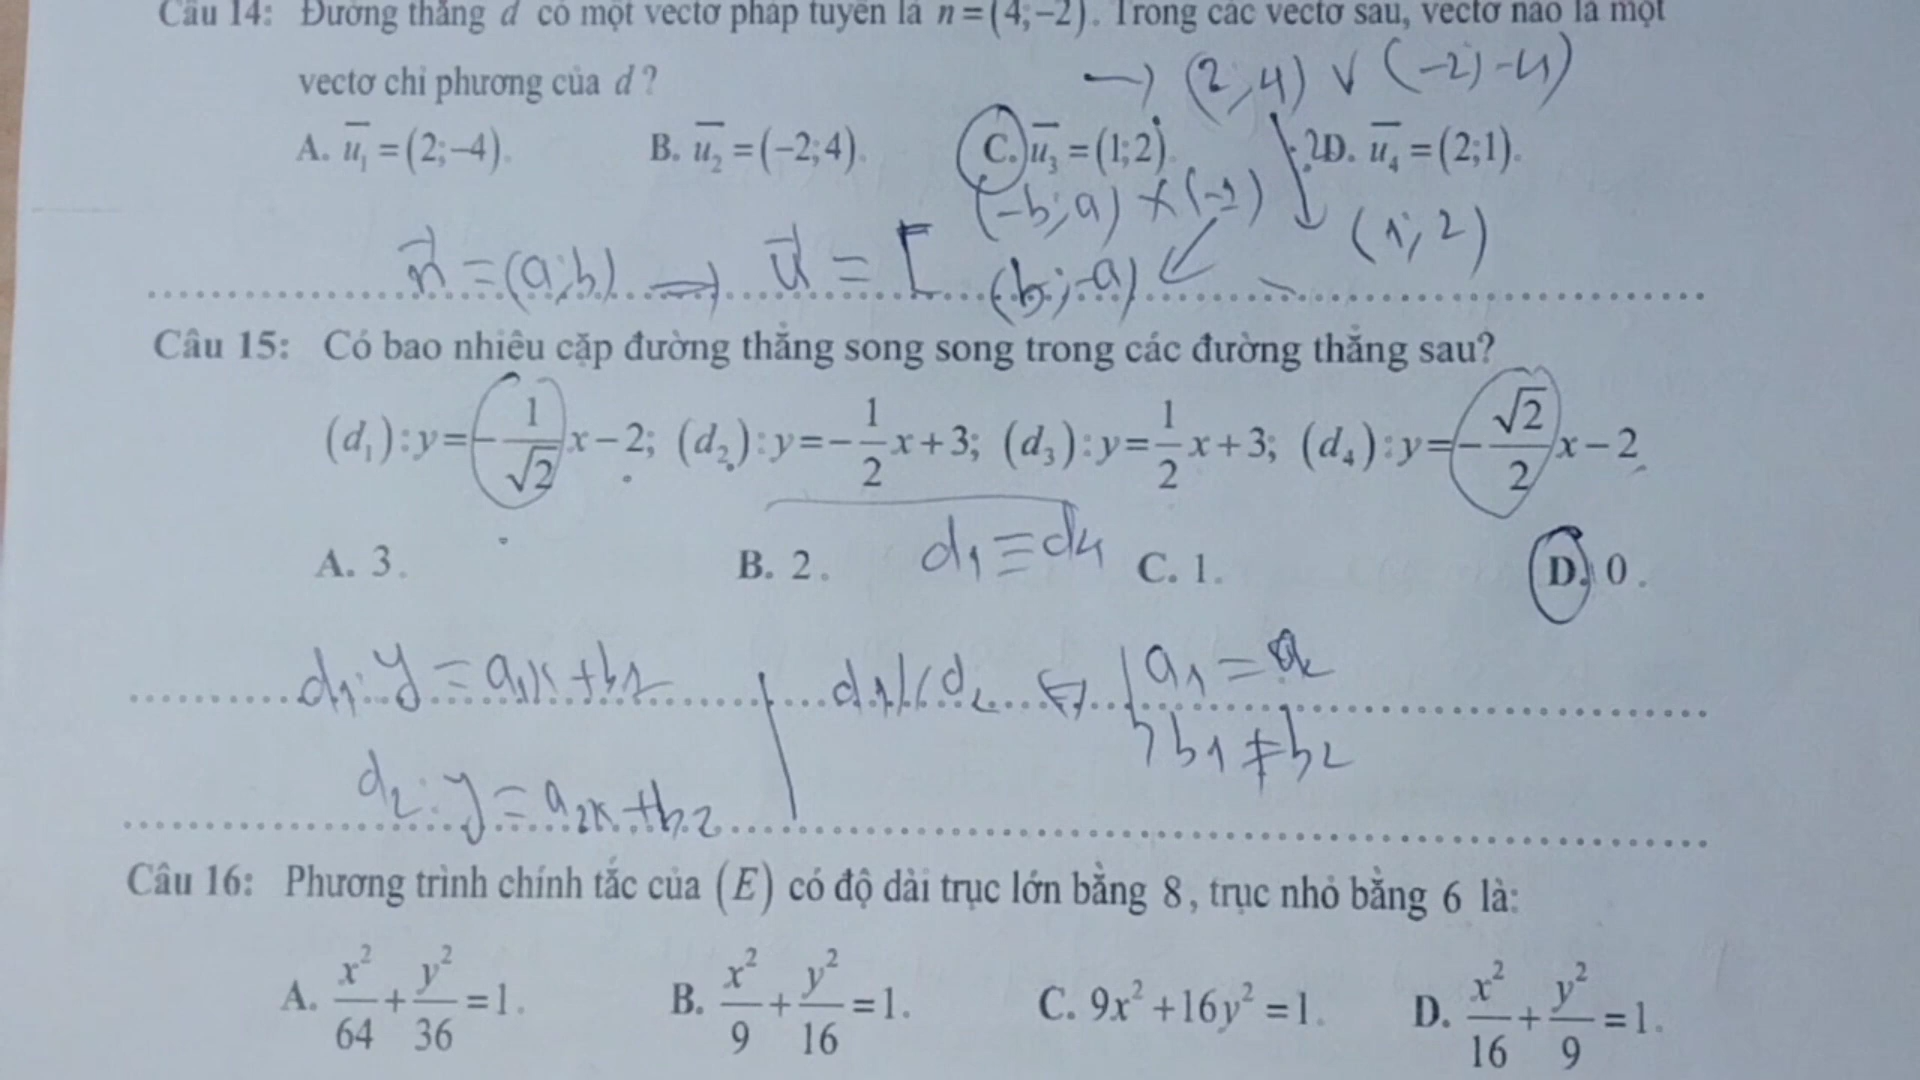 Câu 14: Đường thẳng d có một vectơ pháp tuyến là n=(4;−2). Trong các vectơ sau, vectơ nào là một
vectơ chỉ phương của d ?
→ (2;4) ∨ (−2;−4)
A. u₁ =(2;−4). B. u₂ =(−2;4). C. u₃ =(1;2). D. u₄ =(2;1).
(−b;a) ×(−1)
(1;2)
n⃗ =(a;b) ⇒ u⃗ = [
(b;−a)
Câu 15: Có bao nhiêu cặp đường thẳng song song trong các đường thẳng sau?
(d₁):y=−1/√2 x−2; (d₂):y=−1/2 x+3; (d₃):y=1/2 x+3; (d₄):y=−√2/2 x−2
d₁≡d₄
A. 3. B. 2. C. 1. D. 0.
d₁: y=a₁x+b₁ d₁//d₂ ⇔ { a₁=a₂
b₁≠b₂
d₂: y=a₂x+b₂
Câu 16: Phương trình chính tắc của (E) có độ dài trục lớn bằng 8, trục nhỏ bằng 6 là:
A. x²/64+y²/36=1. B. x²/9+y²/16=1. C. 9x²+16y²=1. D. x²/16+y²/9=1.